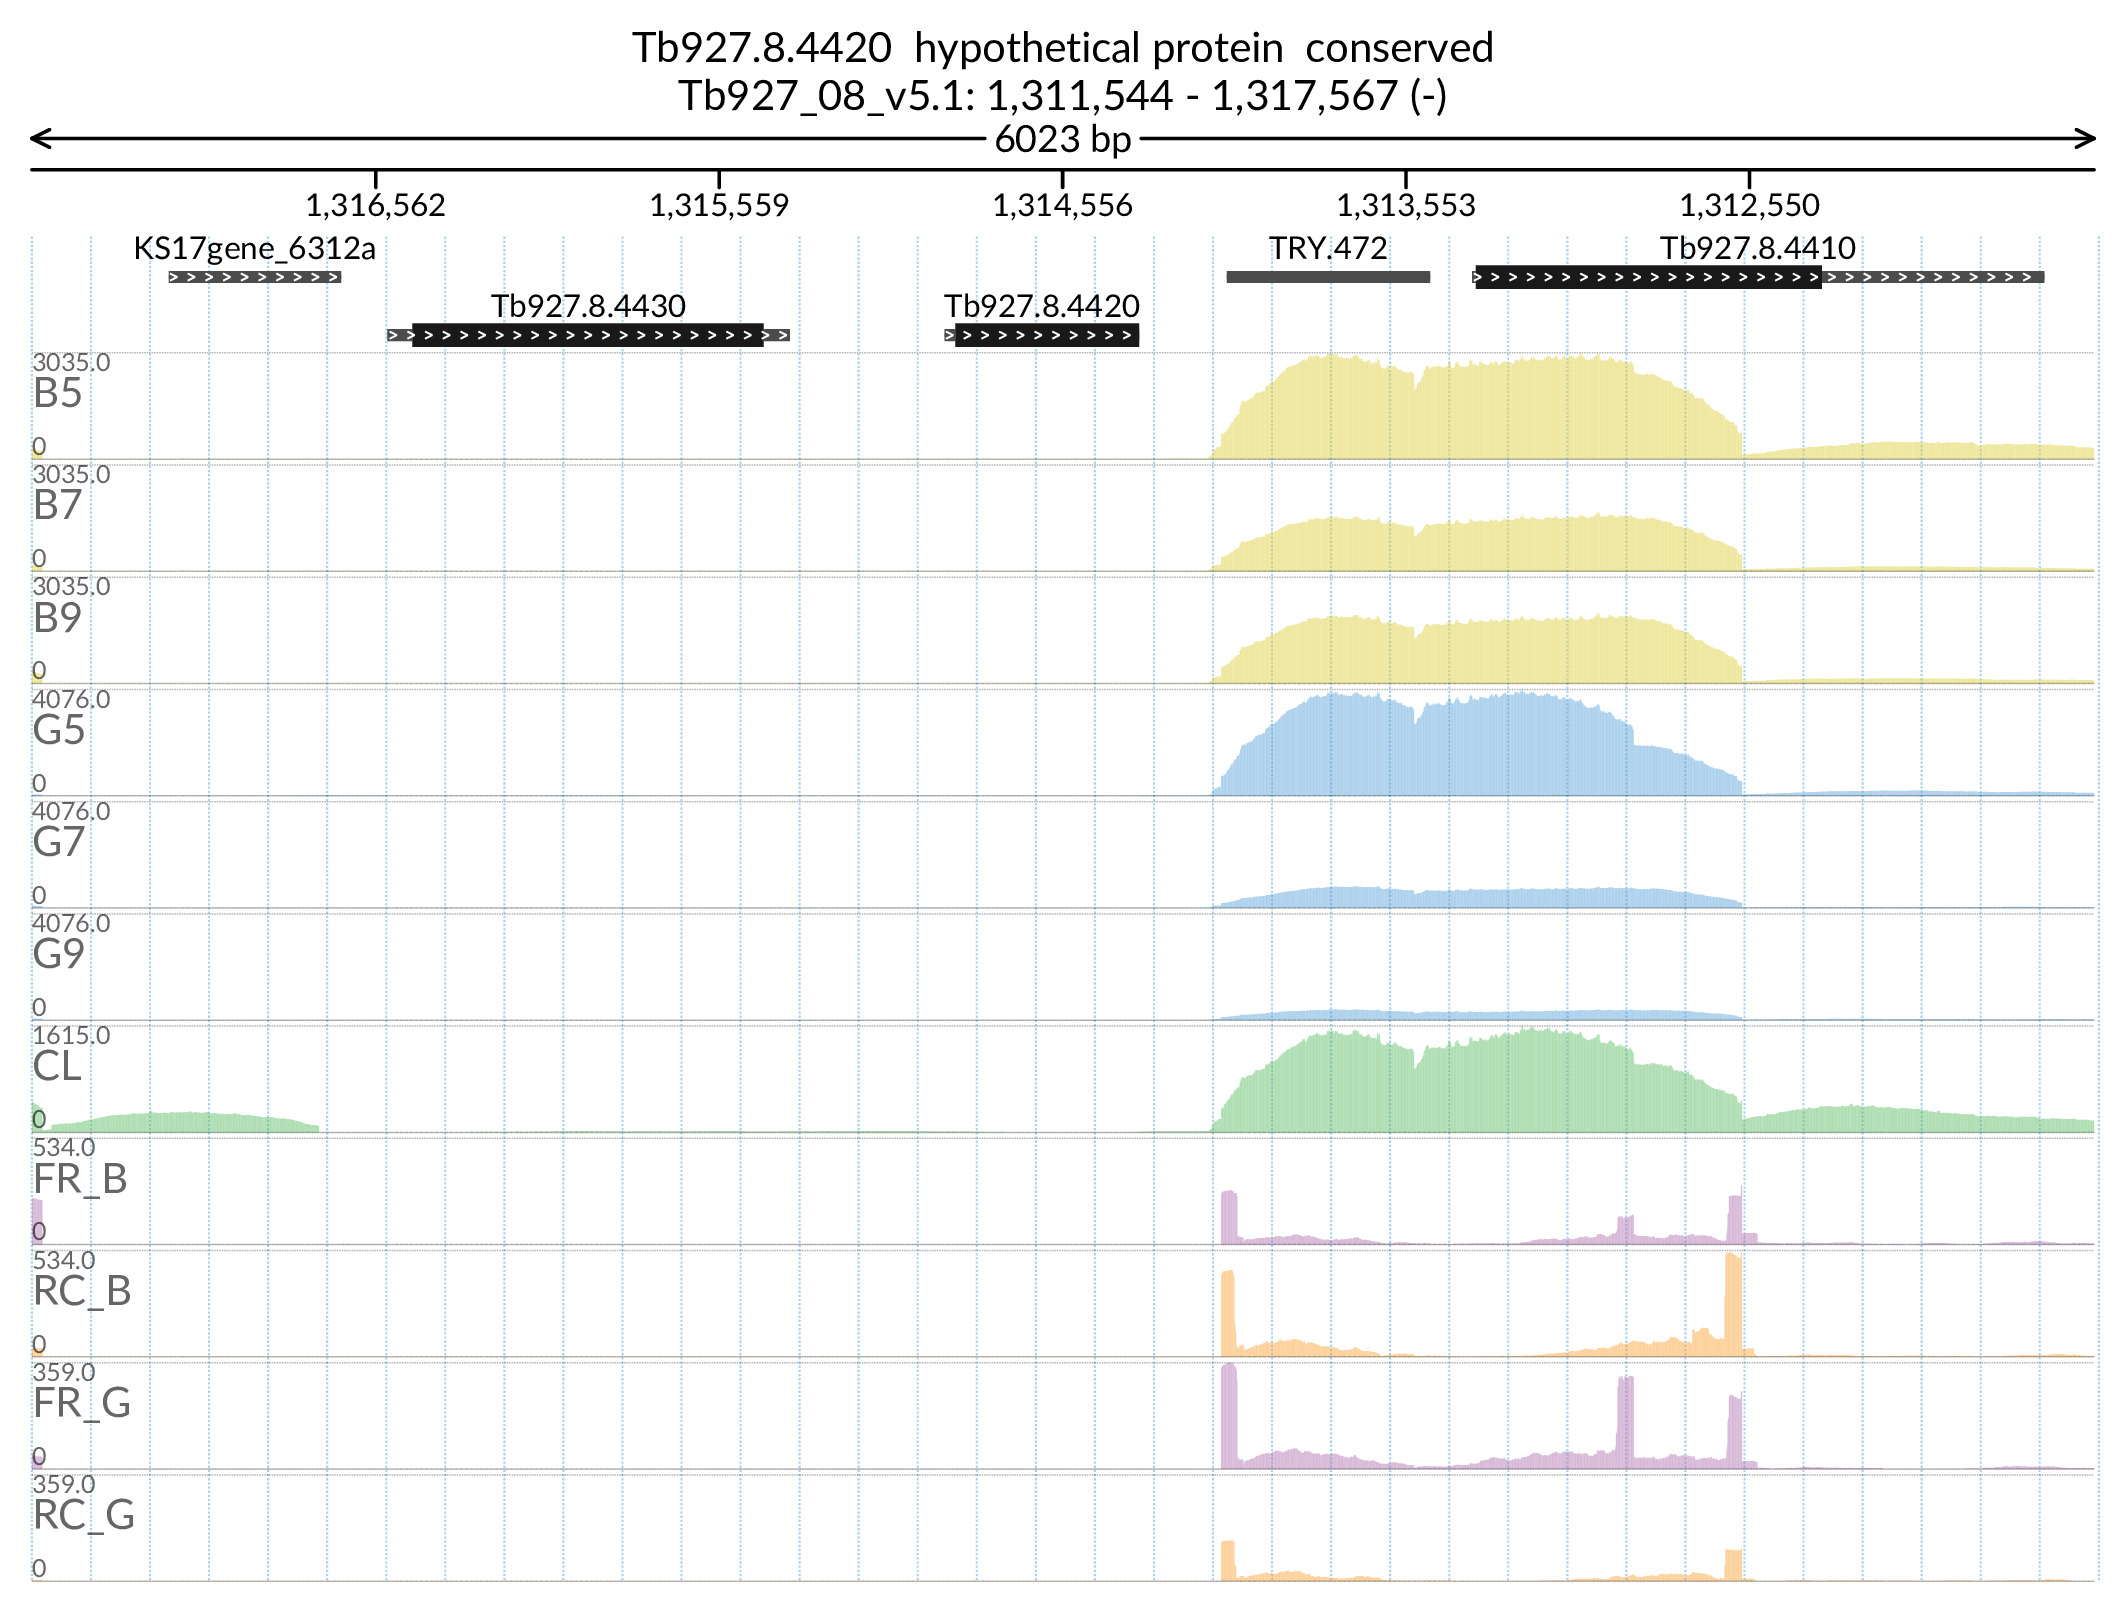 Tb927.8.4420  hypothetical protein  conserved
Tb927_08_v5.1: 1,311,544 - 1,317,567 (-)
6023 bp
1,316,562 1,315,559 1,314,556 1,313,553 1,312,550
KS17gene_6312a TRY.472 Tb927.8.4410
Tb927.8.4430 Tb927.8.4420
3035.0
B5
0
3035.0
B7
0
3035.0
B9
0
4076.0
G5
0
4076.0
G7
0
4076.0
G9
0
1615.0
CL
0
534.0
FR_B
0
534.0
RC_B
0
359.0
FR_G
0
359.0
RC_G
0